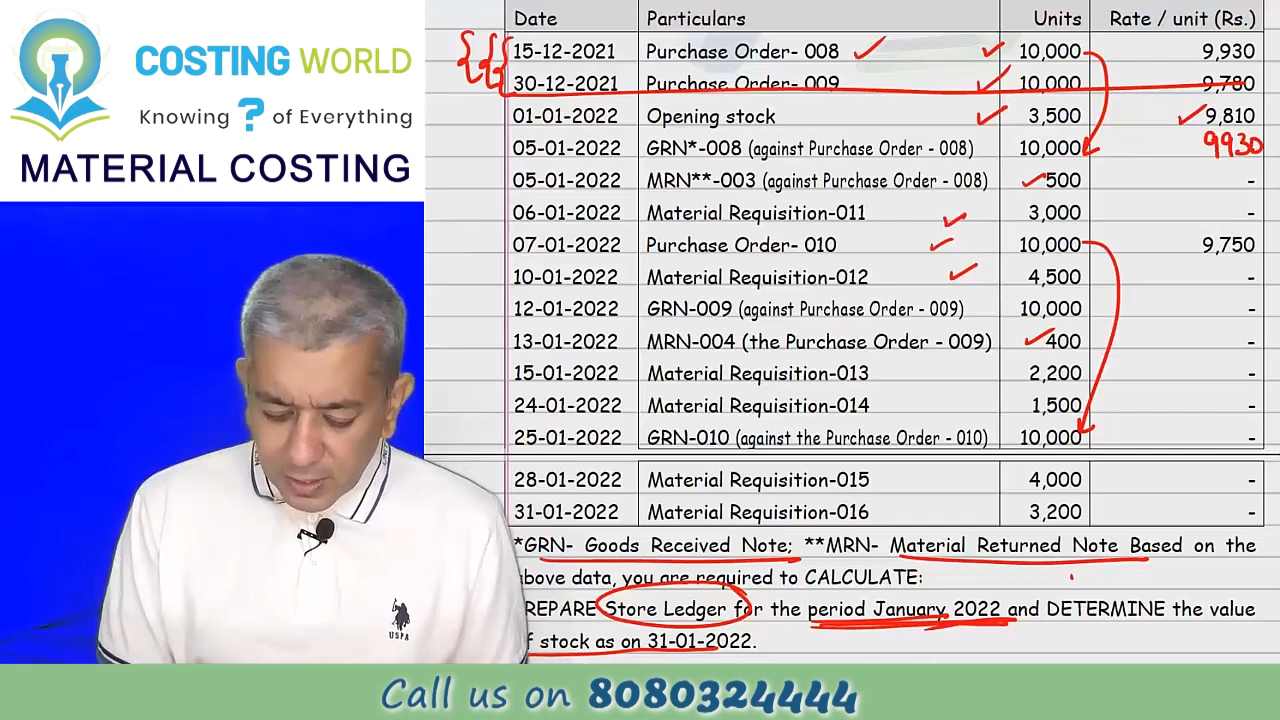 COSTING WORLD
Knowing ? of Everything
MATERIAL COSTING
Date Particulars Units Rate / unit (Rs.)
15-12-2021 Purchase Order- 008 10,000 9,930
30-12-2021 Purchase Order- 009 10,000 9,780
01-01-2022 Opening stock 3,500 9,810
05-01-2022 GRN*-008 (against Purchase Order - 008) 10,000 9930
05-01-2022 MRN**-003 (against Purchase Order - 008) 500 -
06-01-2022 Material Requisition-011 3,000 -
07-01-2022 Purchase Order- 010 10,000 9,750
10-01-2022 Material Requisition-012 4,500 -
12-01-2022 GRN-009 (against Purchase Order - 009) 10,000 -
13-01-2022 MRN-004 (the Purchase Order - 009) 400 -
15-01-2022 Material Requisition-013 2,200 -
24-01-2022 Material Requisition-014 1,500 -
25-01-2022 GRN-010 (against the Purchase Order - 010) 10,000 -
28-01-2022 Material Requisition-015 4,000 -
31-01-2022 Material Requisition-016 3,200 -
*GRN- Goods Received Note; **MRN- Material Returned Note Based on the
bove data, you are required to CALCULATE:
REPARE Store Ledger for the period January 2022 and DETERMINE the value
f stock as on 31-01-2022.
USPA
Call us on 8080324444